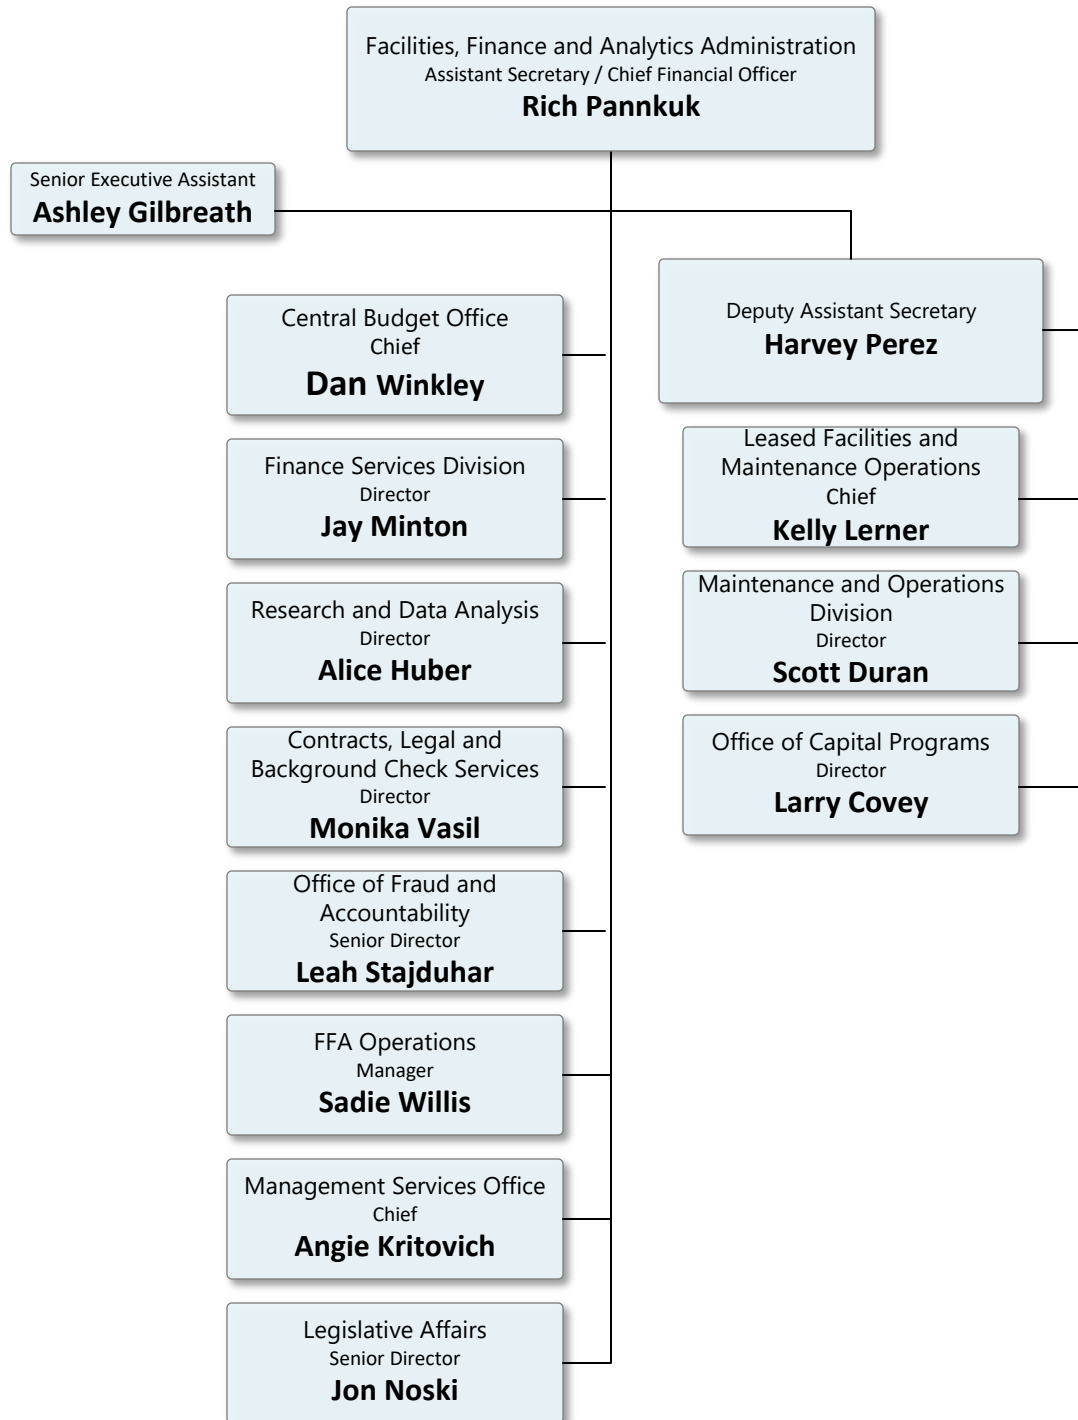 Facilities, Finance and Analytics Administration
Assistant Secretary / Chief Financial Officer
Rich Pannkuk
Senior Executive Assistant
Ashley Gilbreath
Deputy Assistant Secretary
Harvey Perez
Central Budget Office
Chief
Dan Winkley
Finance Services Division
Director
Jay Minton
Research and Data Analysis
Director
Alice Huber
Contracts, Legal and
Background Check Services
Director
Monika Vasil
Office of Fraud and
Accountability
Senior Director
Leah Stajduhar
FFA Operations
Manager
Sadie Willis
Management Services Office
Chief
Angie Kritovich
Legislative Affairs
Senior Director
Jon Noski
Leased Facilities and
Maintenance Operations
Chief
Kelly Lerner
Maintenance and Operations
Division
Director
Scott Duran
Office of Capital Programs
Director
Larry Covey